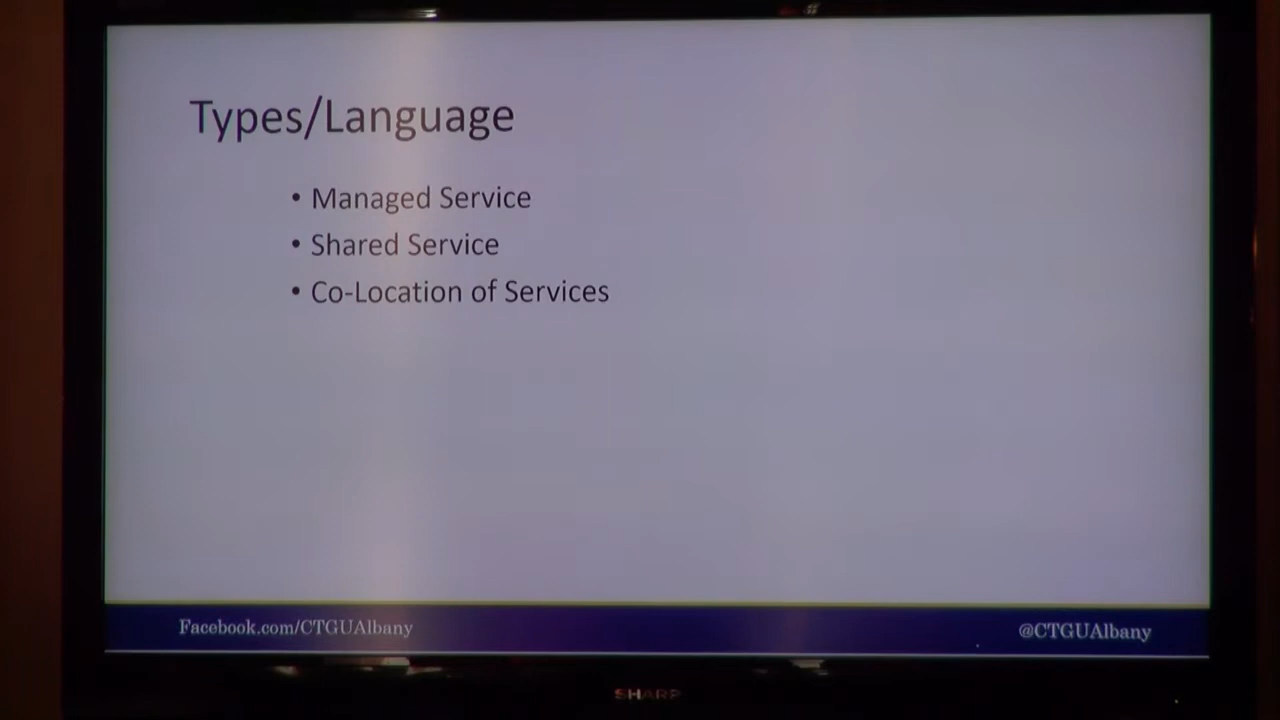 Types/Language
• Managed Service
• Shared Service
• Co-Location of Services
Facebook.com/CTGUAlbany
@CTGUAlbany
SHARP